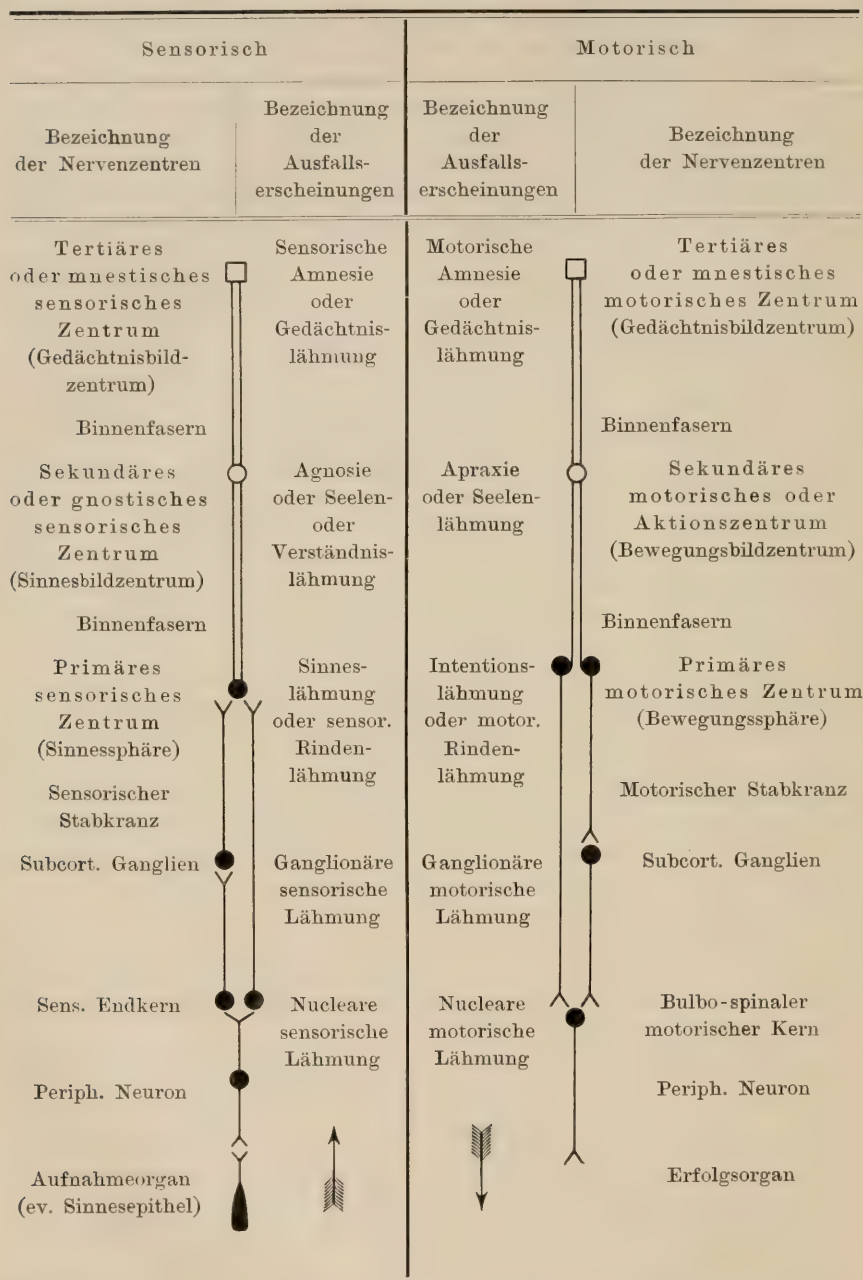 Sensorisch
Motorisch
Bezeichnung
der Nervenzentren
Bezeichnung
der
Ausfalls-
erscheinungen
Bezeichnung
der
Ausfalls-
erscheinungen
Bezeichnung
der Nervenzentren
Tertiäres
oder mnestisches
sensorisches
Zentrum
(Gedächtnisbild-
zentrum)
Sensorische
Amnesie
oder
Gedächtnis-
lähmung
Motorische
Amnesie
oder
Gedächtnis-
lähmung
Tertiäres
oder mnestisches
motorisches Zentrum
(Gedächtnisbildzentrum)
Binnenfasern
Binnenfasern
Sekundäres
oder gnostisches
sensorisches
Zentrum
(Sinnesbildzentrum)
Agnosie
oder Seelen-
oder
Verständnis-
lähmung
Apraxie
oder Seelen-
lähmung
Sekundäres
motorisches oder
Aktionszentrum
(Bewegungsbildzentrum)
Binnenfasern
Binnenfasern
Primäres
sensorisches
Zentrum
(Sinnessphäre)
Sinnes-
lähmung
oder sensor.
Rinden-
lähmung
Intentions-
lähmung
oder motor.
Rinden-
lähmung
Primäres
motorisches Zentrum
(Bewegungssphäre)
Sensorischer
Stabkranz
Motorischer Stabkranz
Subcort. Ganglien
Ganglionäre
sensorische
Lähmung
Ganglionäre
motorische
Lähmung
Subcort. Ganglien
Sens. Endkern
Nucleare
sensorische
Lähmung
Nucleare
motorische
Lähmung
Bulbo-spinaler
motorischer Kern
Periph. Neuron
Periph. Neuron
Aufnahmeorgan
(ev. Sinnesepithel)
Erfolgsorgan